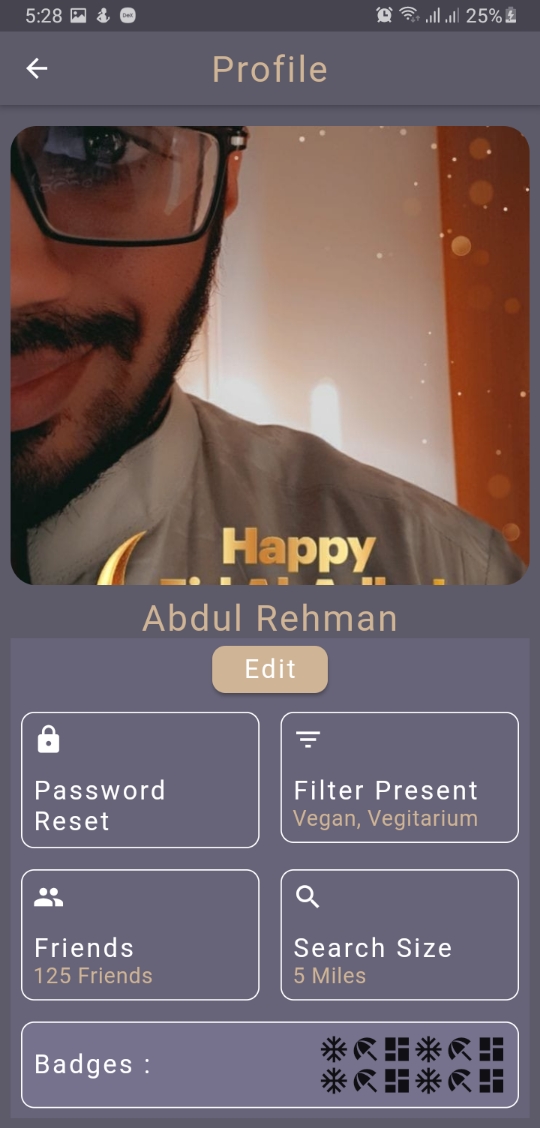 5:28
25%
Profile
Happy
Abdul Rehman
Edit
Password
Reset
Filter Present
Vegan, Vegitarium
Friends
125 Friends
Search Size
5 Miles
Badges :